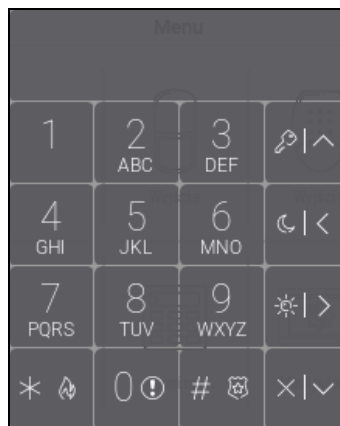 Menu
1 2 3
ABC DEF
4 5 6
GHI JKL MNO
7 8 9
PQRS TUV WXYZ
* 0 #